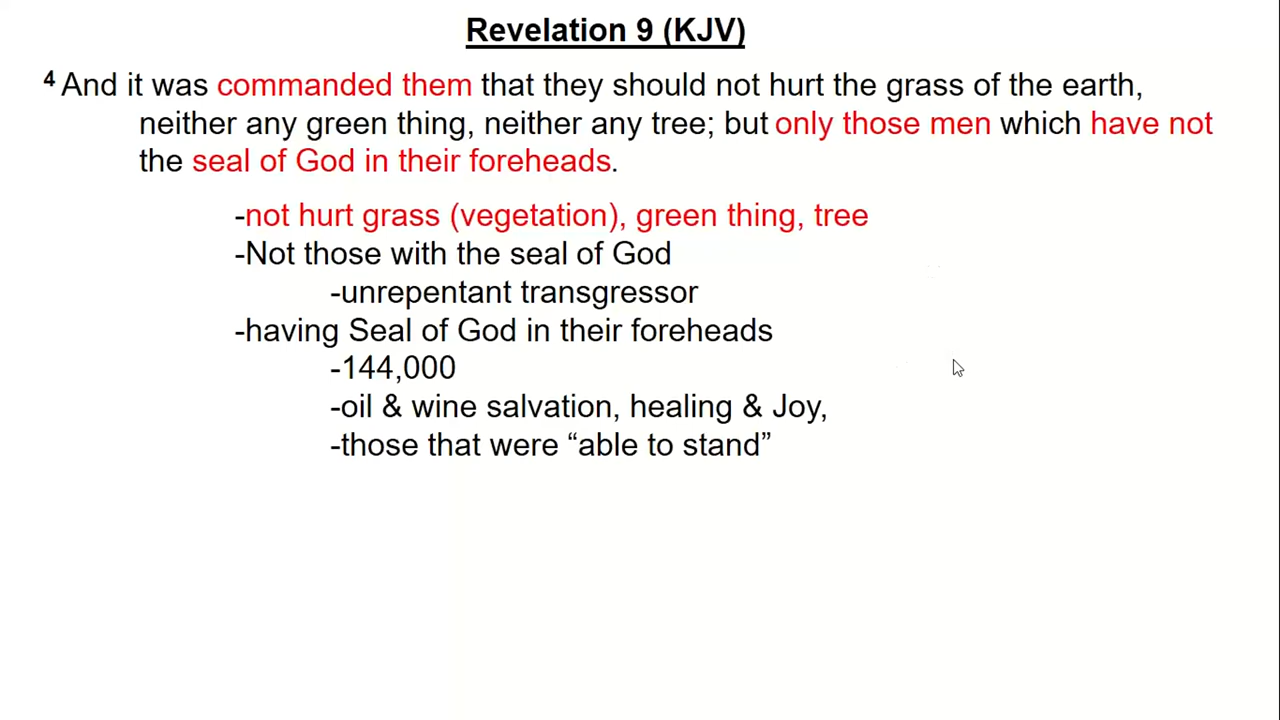 Revelation 9 (KJV)
4 And it was commanded them that they should not hurt the grass of the earth,
neither any green thing, neither any tree; but only those men which have not
the seal of God in their foreheads.
-not hurt grass (vegetation), green thing, tree
-Not those with the seal of God
-unrepentant transgressor
-having Seal of God in their foreheads
-144,000
-oil & wine salvation, healing & Joy,
-those that were “able to stand”